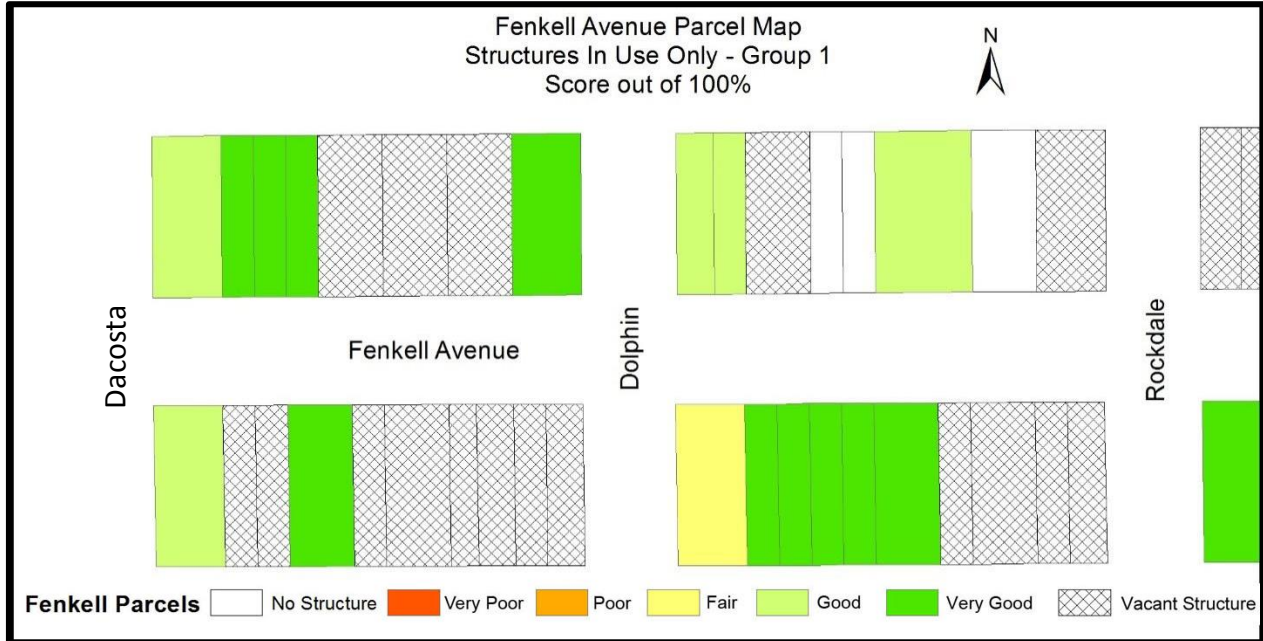 Fenkell Avenue Parcel Map
Structures In Use Only - Group 1
Score out of 100%
N
Dacosta
Fenkell Avenue
Dolphin
Rockdale
Fenkell Parcels No Structure Very Poor Poor Fair Good Very Good Vacant Structure